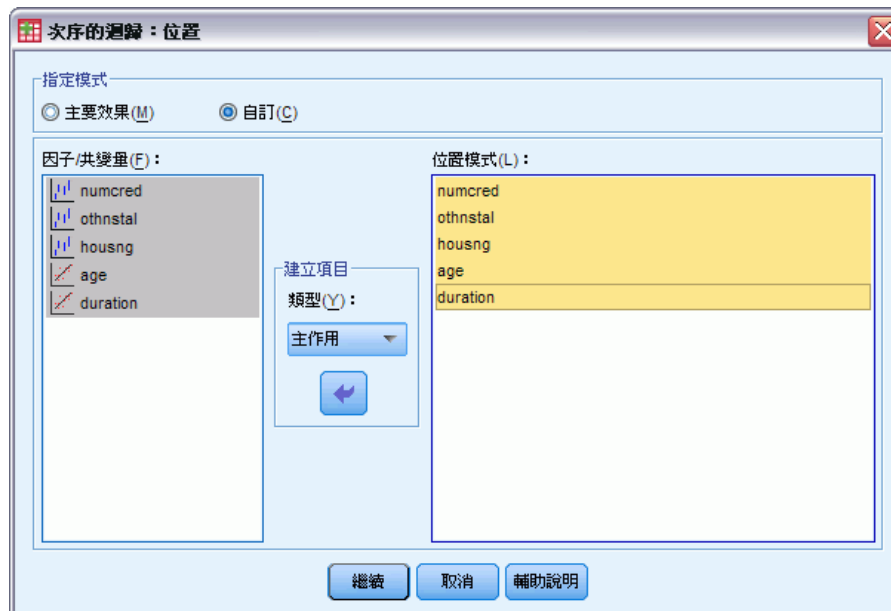 次序的迴歸：位置
指定模式
主要效果(M)
自訂(C)
因子/共變量(F)：
numcred
othnstal
housng
age
duration
建立項目
類型(Y)：
主作用
位置模式(L)：
numcred
othnstal
housng
age
duration
繼續
取消
輔助說明